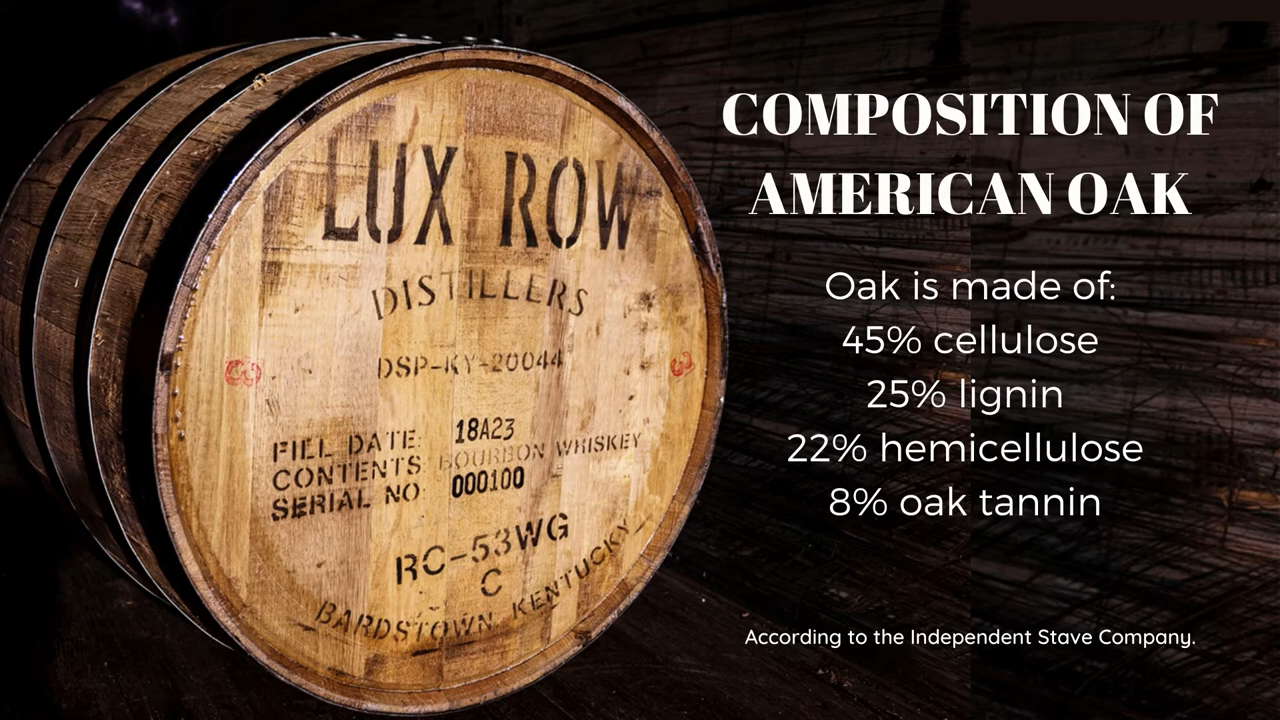 LUX ROW
DISTILLERS
DSP-KY-20044
FILL DATE: 18A23
CONTENTS: BOURBON WHISKEY
SERIAL NO: 000100
RC-53WG
C
BARDSTOWN, KENTUCKY
COMPOSITION OF
AMERICAN OAK
Oak is made of:
45% cellulose
25% lignin
22% hemicellulose
8% oak tannin
According to the Independent Stave Company.